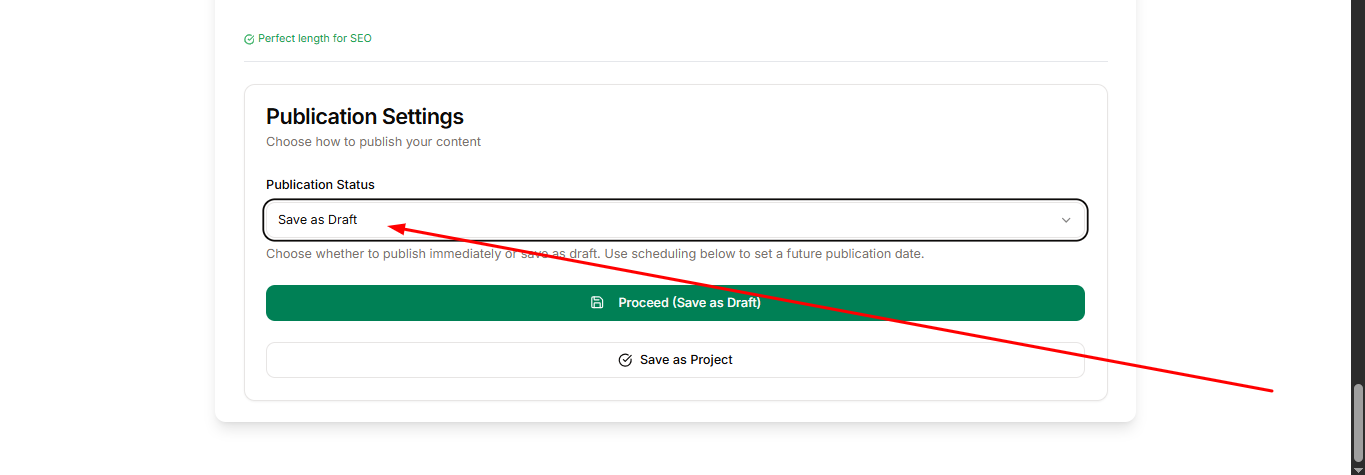 Perfect length for SEO
Publication Settings
Choose how to publish your content
Publication Status
Save as Draft
Choose whether to publish immediately or save as draft. Use scheduling below to set a future publication date.
Proceed (Save as Draft)
Save as Project